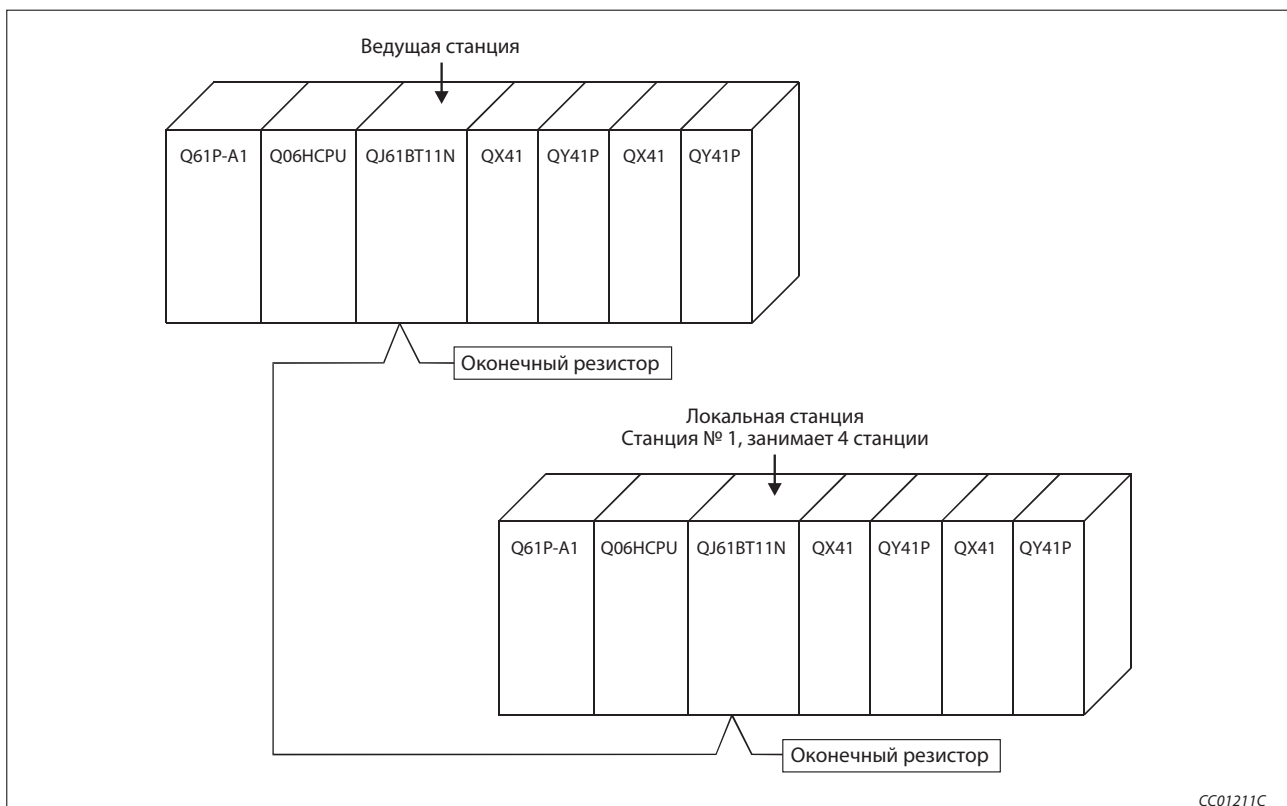 Ведущая станция
Q61P-A1 Q06HCPU QJ61BT11N QX41 QY41P QX41 QY41P
Оконечный резистор
Локальная станция
Станция № 1, занимает 4 станции
Q61P-A1 Q06HCPU QJ61BT11N QX41 QY41P QX41 QY41P
Оконечный резистор
CC01211C